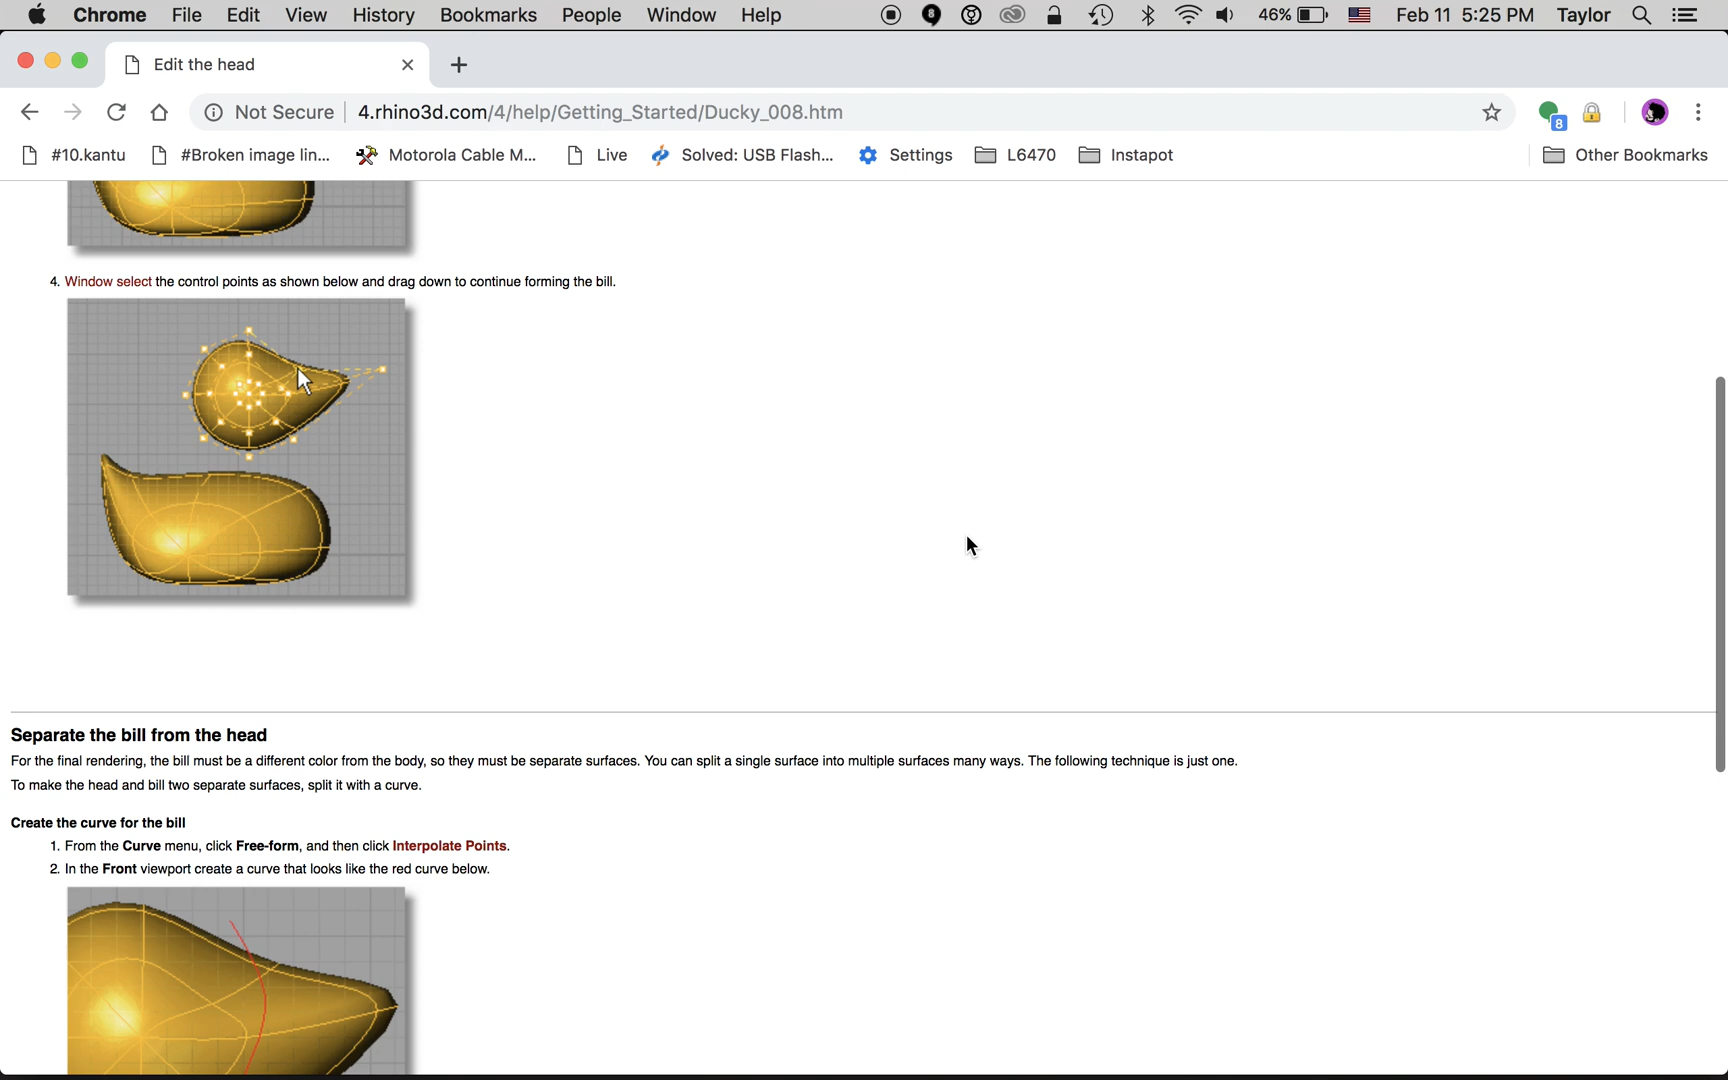 Chrome File Edit View History Bookmarks People Window Help 8 46% Feb 11 5:25 PM Taylor
Edit the head
Not Secure 4.rhino3d.com/4/help/Getting_Started/Ducky_008.htm 8
#10.kantu #Broken image lin... Motorola Cable M... Live Solved: USB Flash... Settings L6470 Instapot Other Bookmarks
4. Window select the control points as shown below and drag down to continue forming the bill.
Separate the bill from the head
For the final rendering, the bill must be a different color from the body, so they must be separate surfaces. You can split a single surface into multiple surfaces many ways. The following technique is just one.
To make the head and bill two separate surfaces, split it with a curve.
Create the curve for the bill
1. From the Curve menu, click Free-form, and then click Interpolate Points.
2. In the Front viewport create a curve that looks like the red curve below.